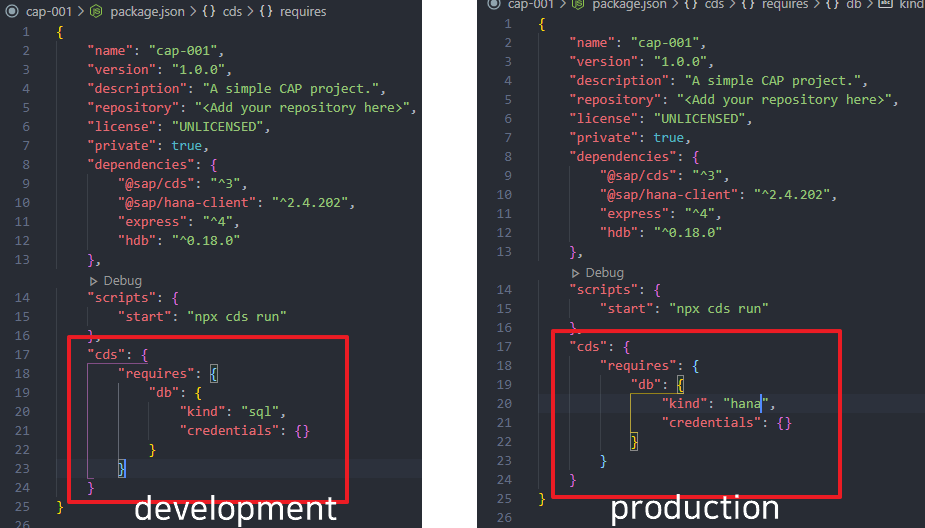 cap-001 > package.json > {} cds > {} requires
1 {
2 "name": "cap-001",
3 "version": "1.0.0",
4 "description": "A simple CAP project.",
5 "repository": "<Add your repository here>",
6 "license": "UNLICENSED",
7 "private": true,
8 "dependencies": {
9 "@sap/cds": "^3",
10 "@sap/hana-client": "^2.4.202",
11 "express": "^4",
12 "hdb": "^0.18.0"
13 },
Debug
14 "scripts": {
15 "start": "npx cds run"
16 },
17 "cds": {
18 "requires": {
19 "db": {
20 "kind": "sql",
21 "credentials": {}
22 }
23 }
24 }
25 }
26
development
cap-001 > package.json > {} cds > {} requires > {} db > abc kind
1 {
2 "name": "cap-001",
3 "version": "1.0.0",
4 "description": "A simple CAP project.",
5 "repository": "<Add your repository here>",
6 "license": "UNLICENSED",
7 "private": true,
8 "dependencies": {
9 "@sap/cds": "^3",
10 "@sap/hana-client": "^2.4.202",
11 "express": "^4",
12 "hdb": "^0.18.0"
13 },
Debug
14 "scripts": {
15 "start": "npx cds run"
16 },
17 "cds": {
18 "requires": {
19 "db": {
20 "kind": "hana",
21 "credentials": {}
22 }
23 }
24 }
25 }
26
production